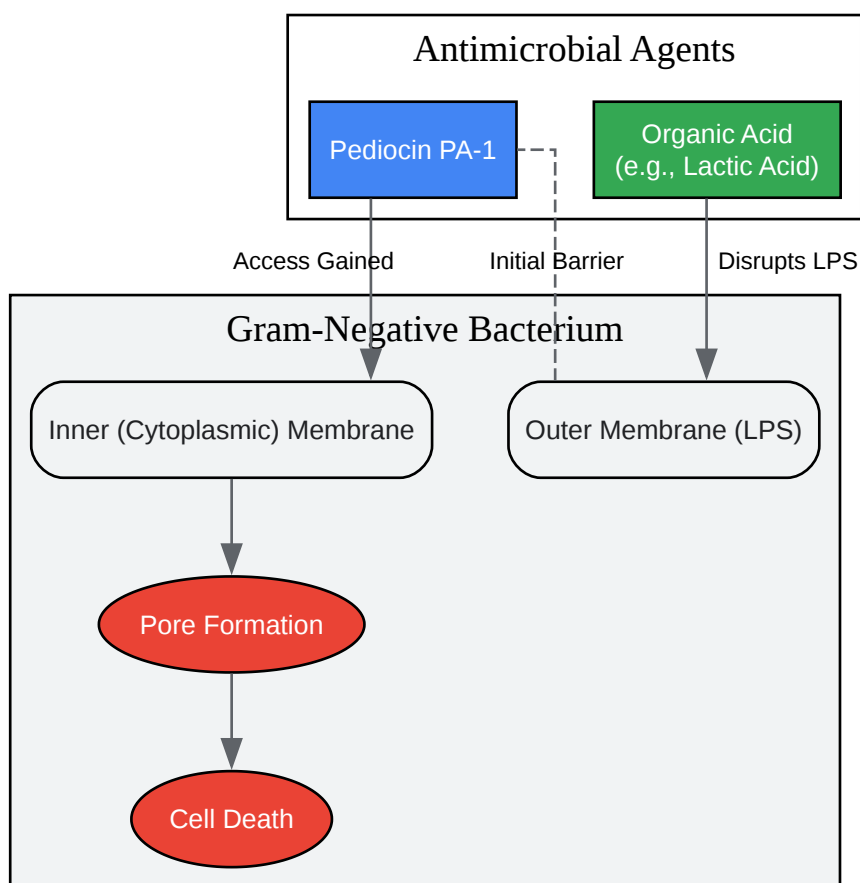 Antimicrobial Agents
Pediocin PA-1
Organic Acid
(e.g., Lactic Acid)
Access Gained
Initial Barrier
Disrupts LPS
Gram-Negative Bacterium
Inner (Cytoplasmic) Membrane
Outer Membrane (LPS)
Pore Formation
Cell Death